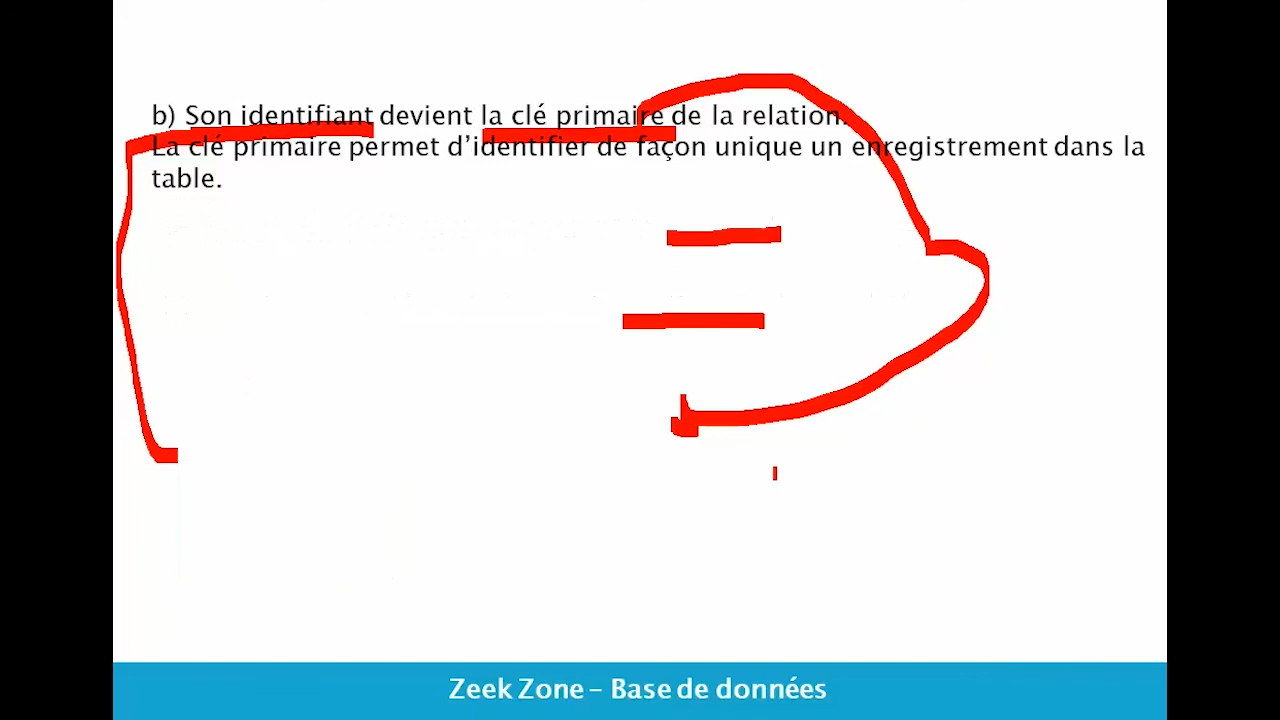 b) Son identifiant devient la clé primaire de la relation.
La clé primaire permet d’identifier de façon unique un enregistrement dans la
table.
Zeek Zone – Base de données